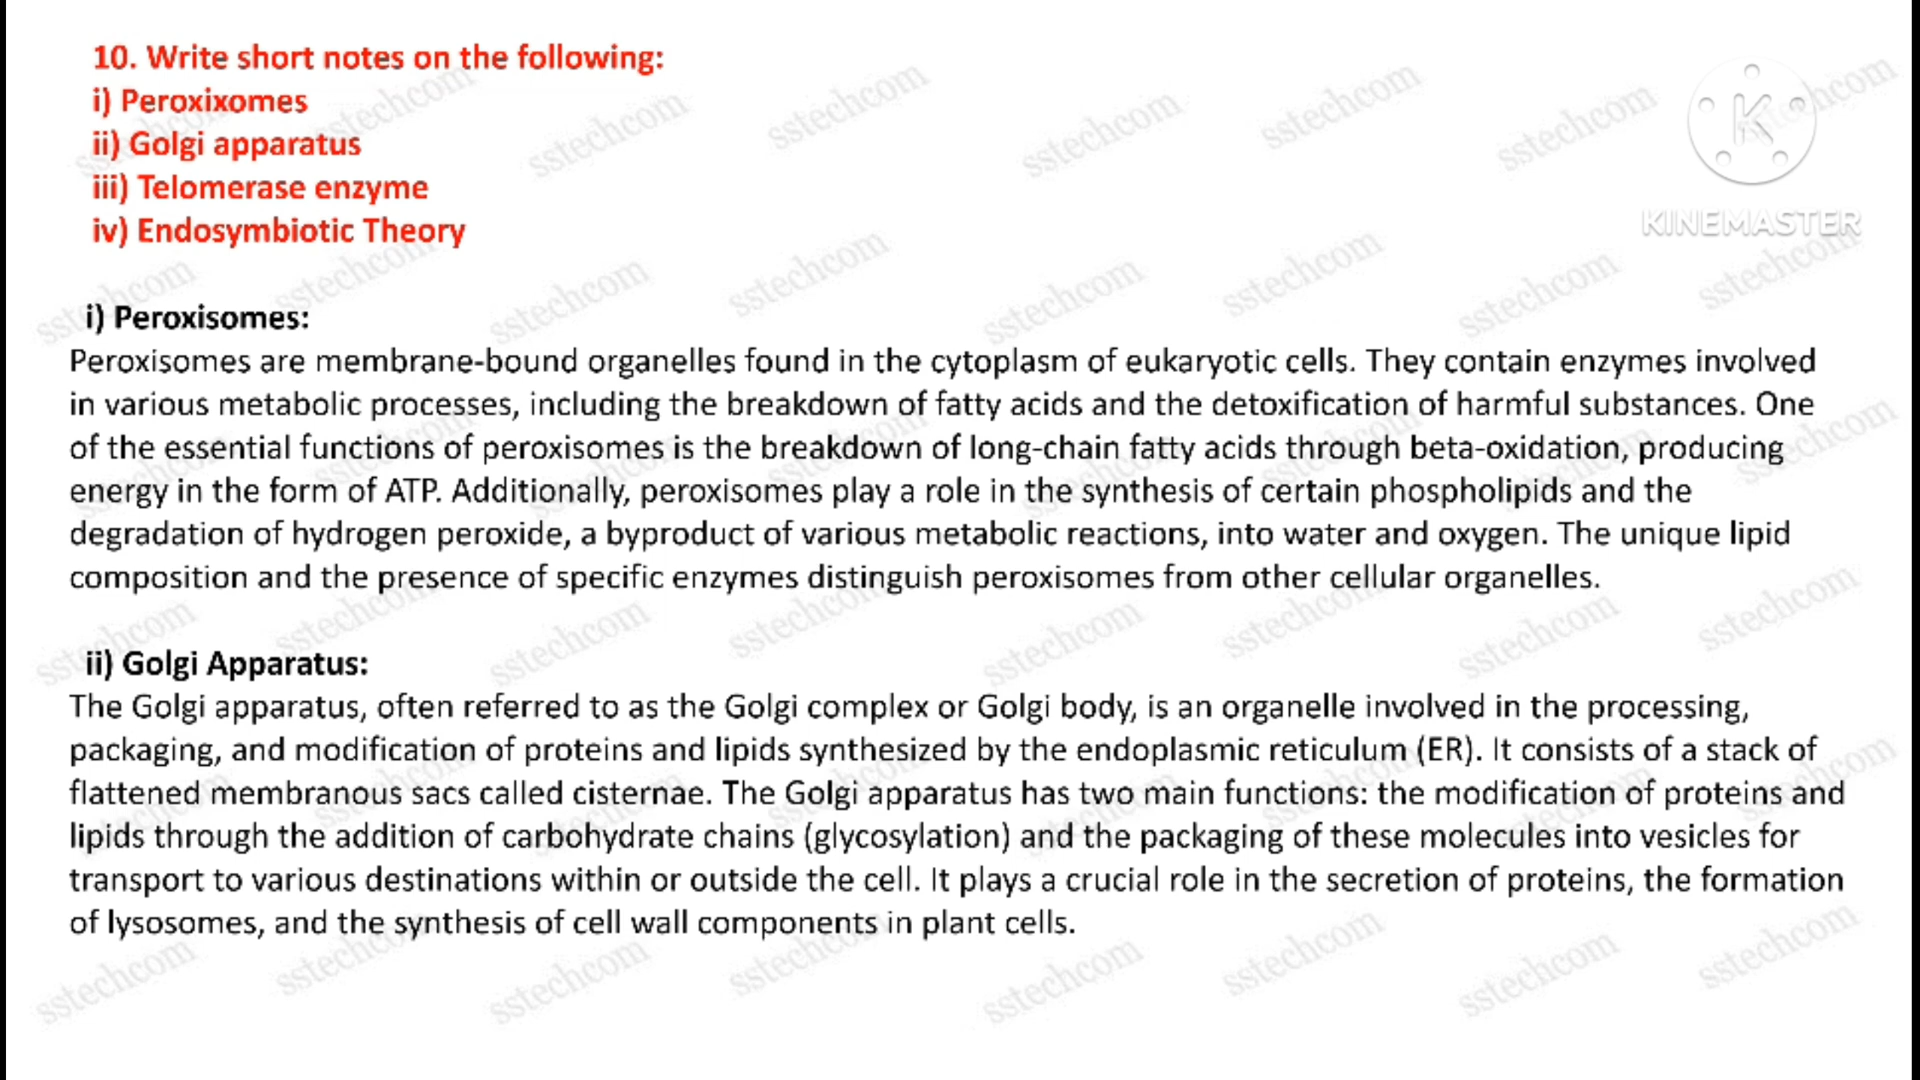 10. Write short notes on the following:
i) Peroxixomes
ii) Golgi apparatus
iii) Telomerase enzyme
iv) Endosymbiotic Theory
KINEMASTER
i) Peroxisomes:
Peroxisomes are membrane-bound organelles found in the cytoplasm of eukaryotic cells. They contain enzymes involved
in various metabolic processes, including the breakdown of fatty acids and the detoxification of harmful substances. One
of the essential functions of peroxisomes is the breakdown of long-chain fatty acids through beta-oxidation, producing
energy in the form of ATP. Additionally, peroxisomes play a role in the synthesis of certain phospholipids and the
degradation of hydrogen peroxide, a byproduct of various metabolic reactions, into water and oxygen. The unique lipid
composition and the presence of specific enzymes distinguish peroxisomes from other cellular organelles.
ii) Golgi Apparatus:
The Golgi apparatus, often referred to as the Golgi complex or Golgi body, is an organelle involved in the processing,
packaging, and modification of proteins and lipids synthesized by the endoplasmic reticulum (ER). It consists of a stack of
flattened membranous sacs called cisternae. The Golgi apparatus has two main functions: the modification of proteins and
lipids through the addition of carbohydrate chains (glycosylation) and the packaging of these molecules into vesicles for
transport to various destinations within or outside the cell. It plays a crucial role in the secretion of proteins, the formation
of lysosomes, and the synthesis of cell wall components in plant cells.
sstechcom